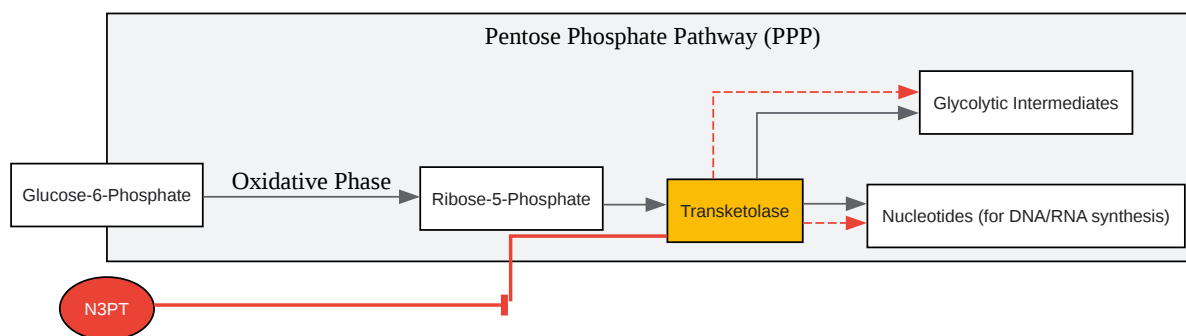 Pentose Phosphate Pathway (PPP)
Glycolytic Intermediates
Glucose-6-Phosphate
Oxidative Phase
Ribose-5-Phosphate
Transketolase
Nucleotides (for DNA/RNA synthesis)
N3PT